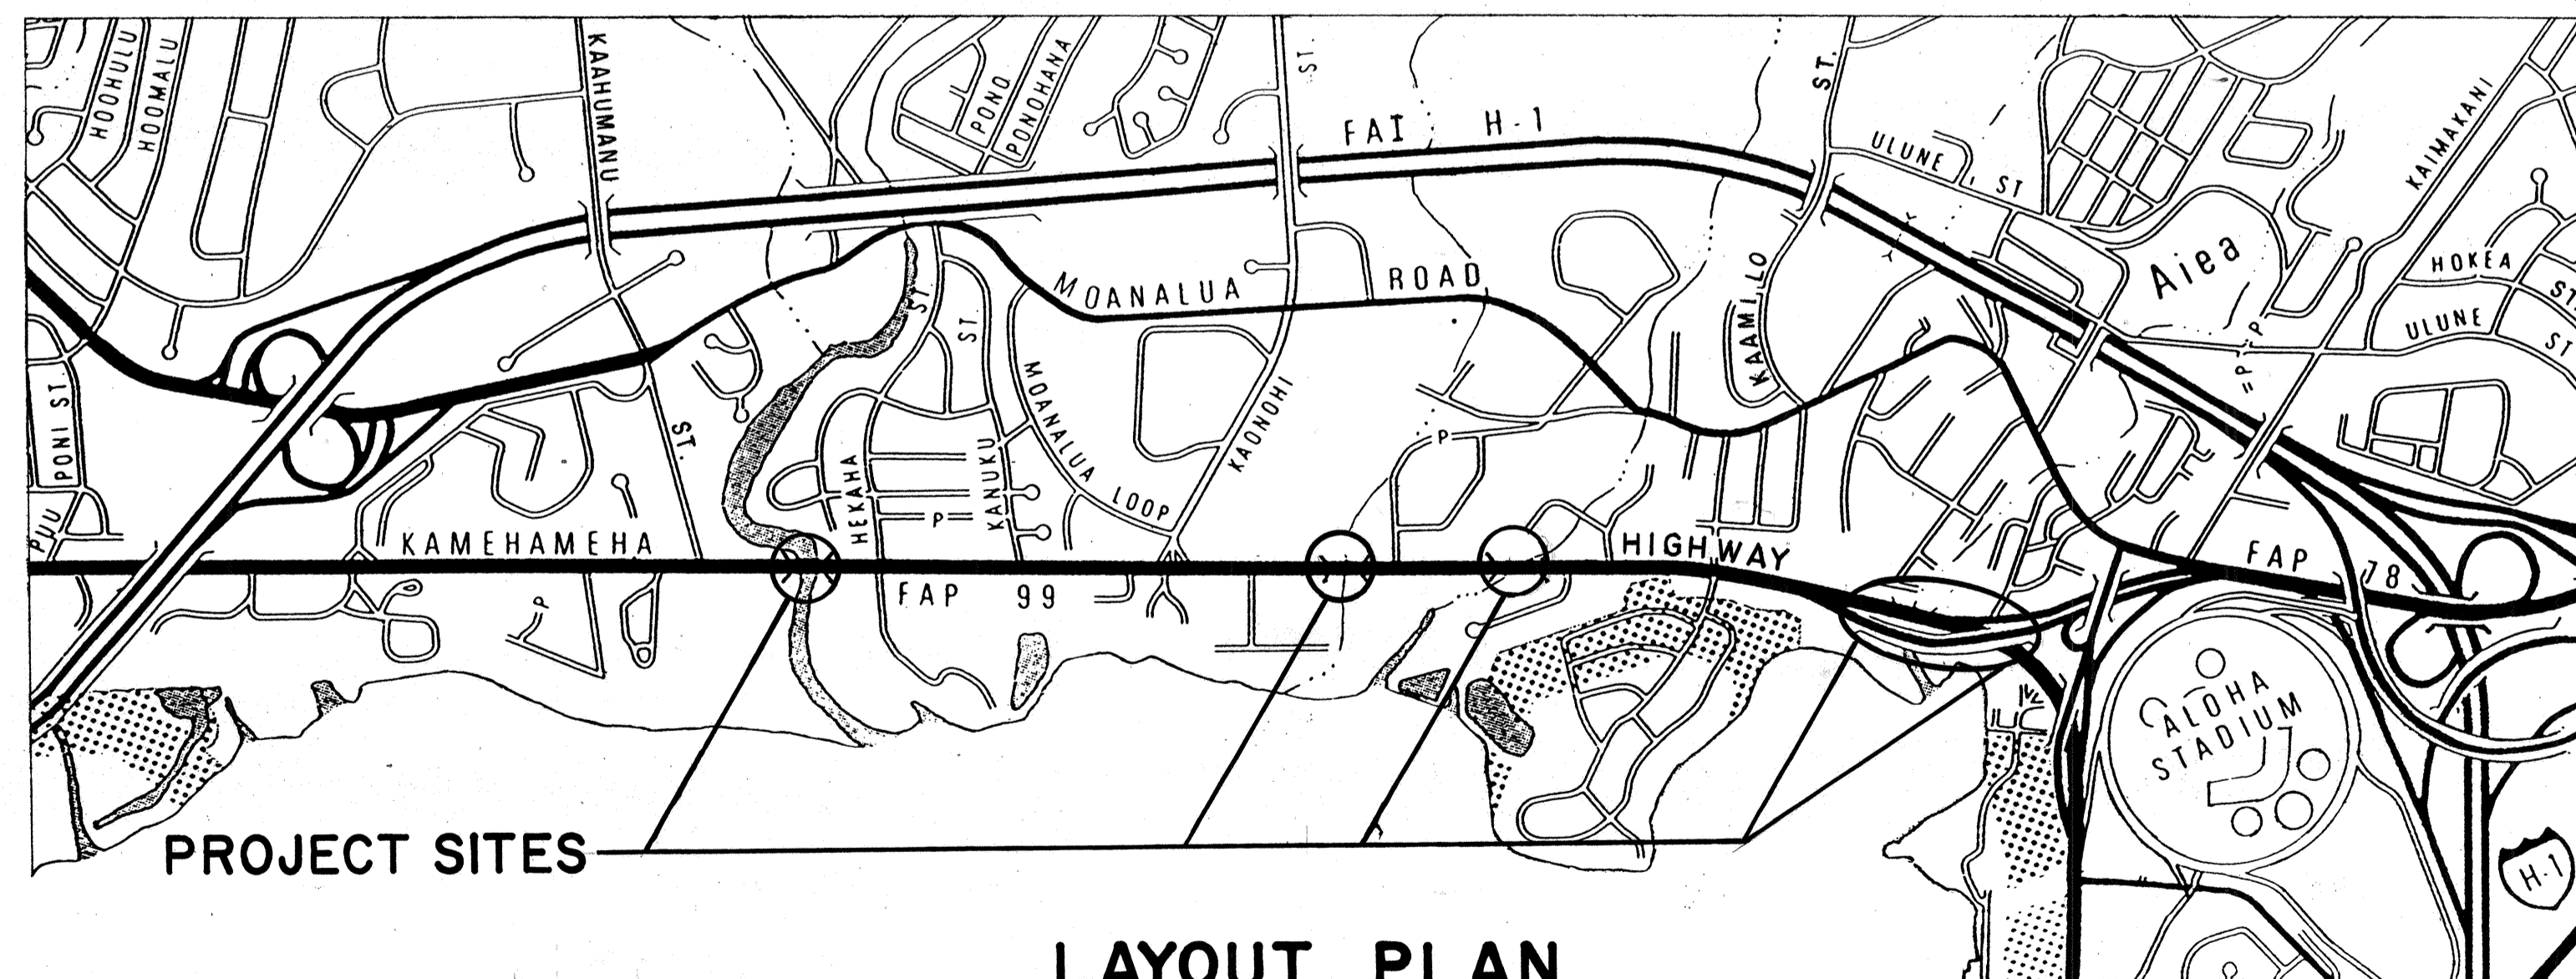 HOOHULU
HOOMALU
KAAHUMANU
PONO
PONOHANA
ST.
FAI H-1
ST.
ULUNE ST
KAIMAKANI
Aiea
HOKEA
ST
ULUNE
ST
MOANALUA ROAD
KAAMILO
ST
ST.
MOANALUA LOOP
KAONOHI
PONI ST
PUU
ST.
HEKAHA
KANUKU
P
P
P
P
KAMEHAMEHA HIGHWAY
FAP 99
FAP 78
ALOHA
STADIUM
H-1
PROJECT SITES
LAYOUT PLAN